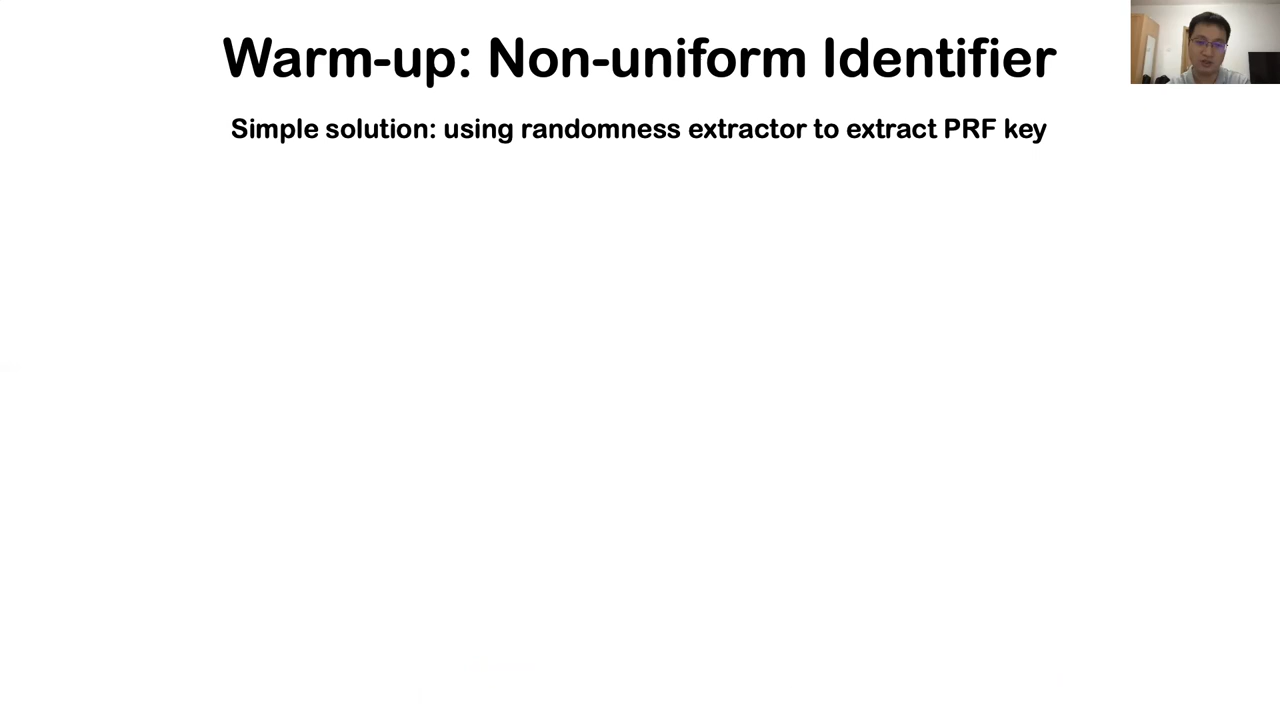 Warm-up: Non-uniform Identifier
Simple solution: using randomness extractor to extract PRF key